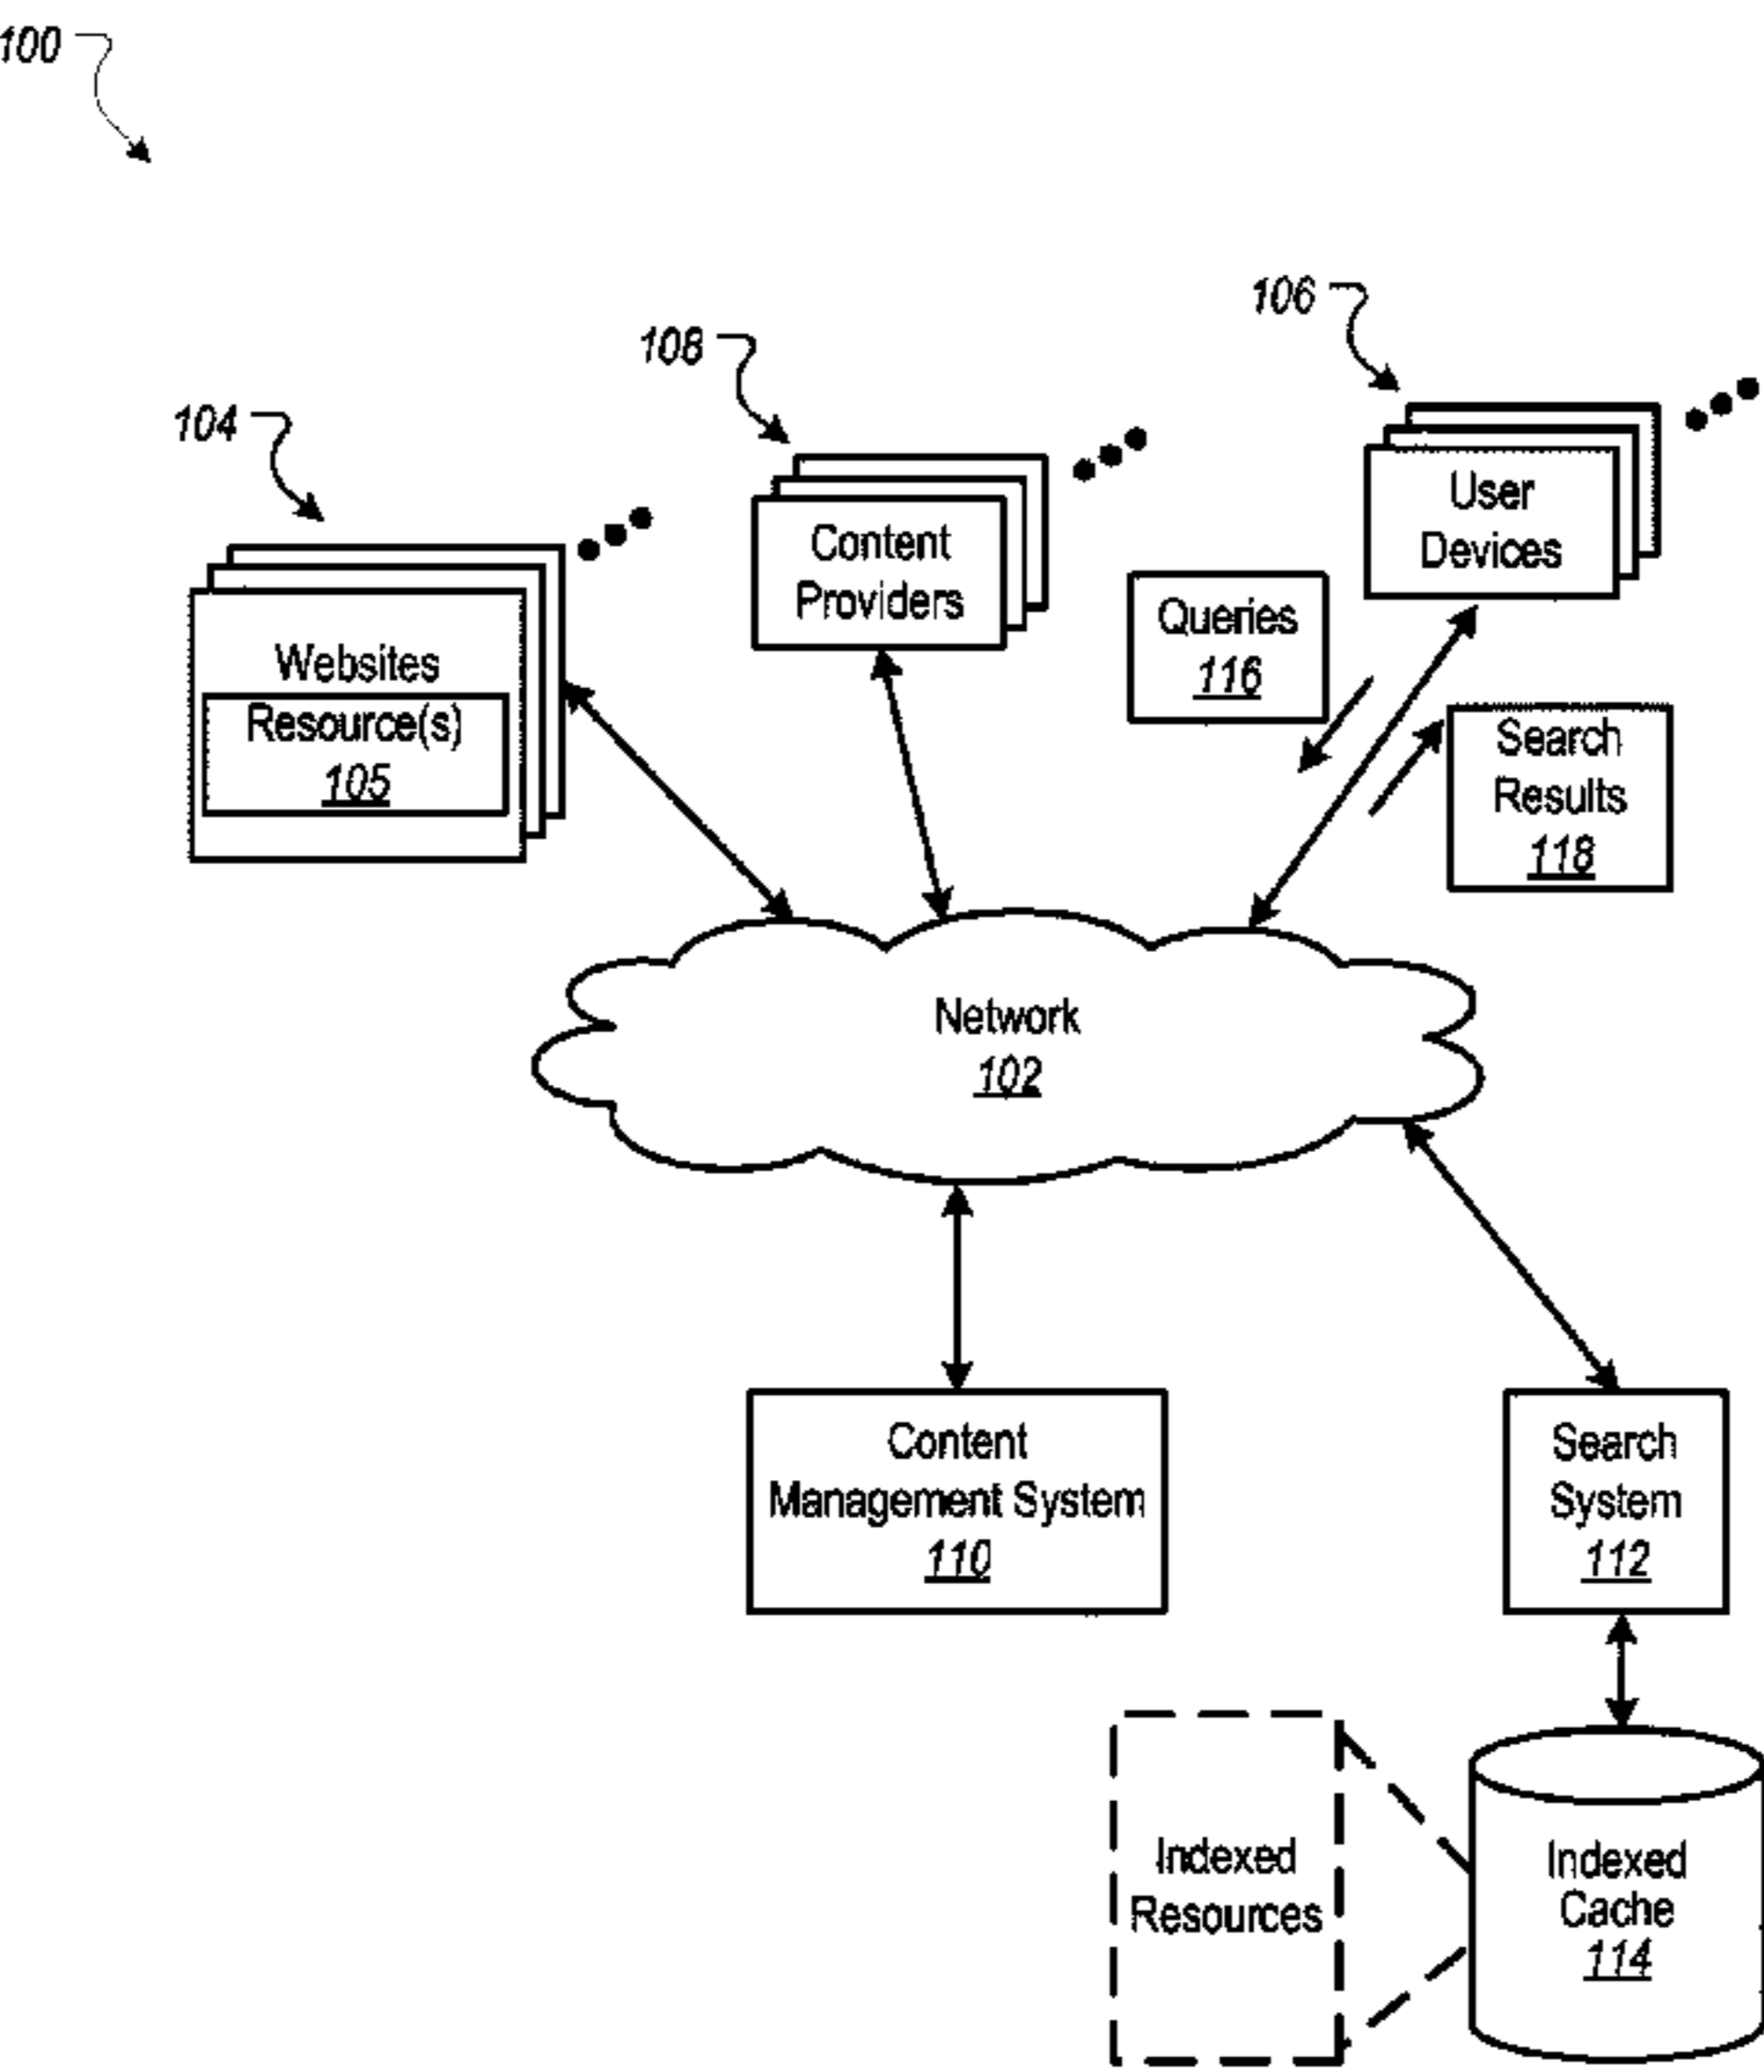 100
106
108
104
User
Devices
Content
Providers
Queries
116
Websites
Resource(s)
105
Search
Results
118
Network
102
Content
Management System
110
Search
System
112
Indexed
Resources
Indexed
Cache
114